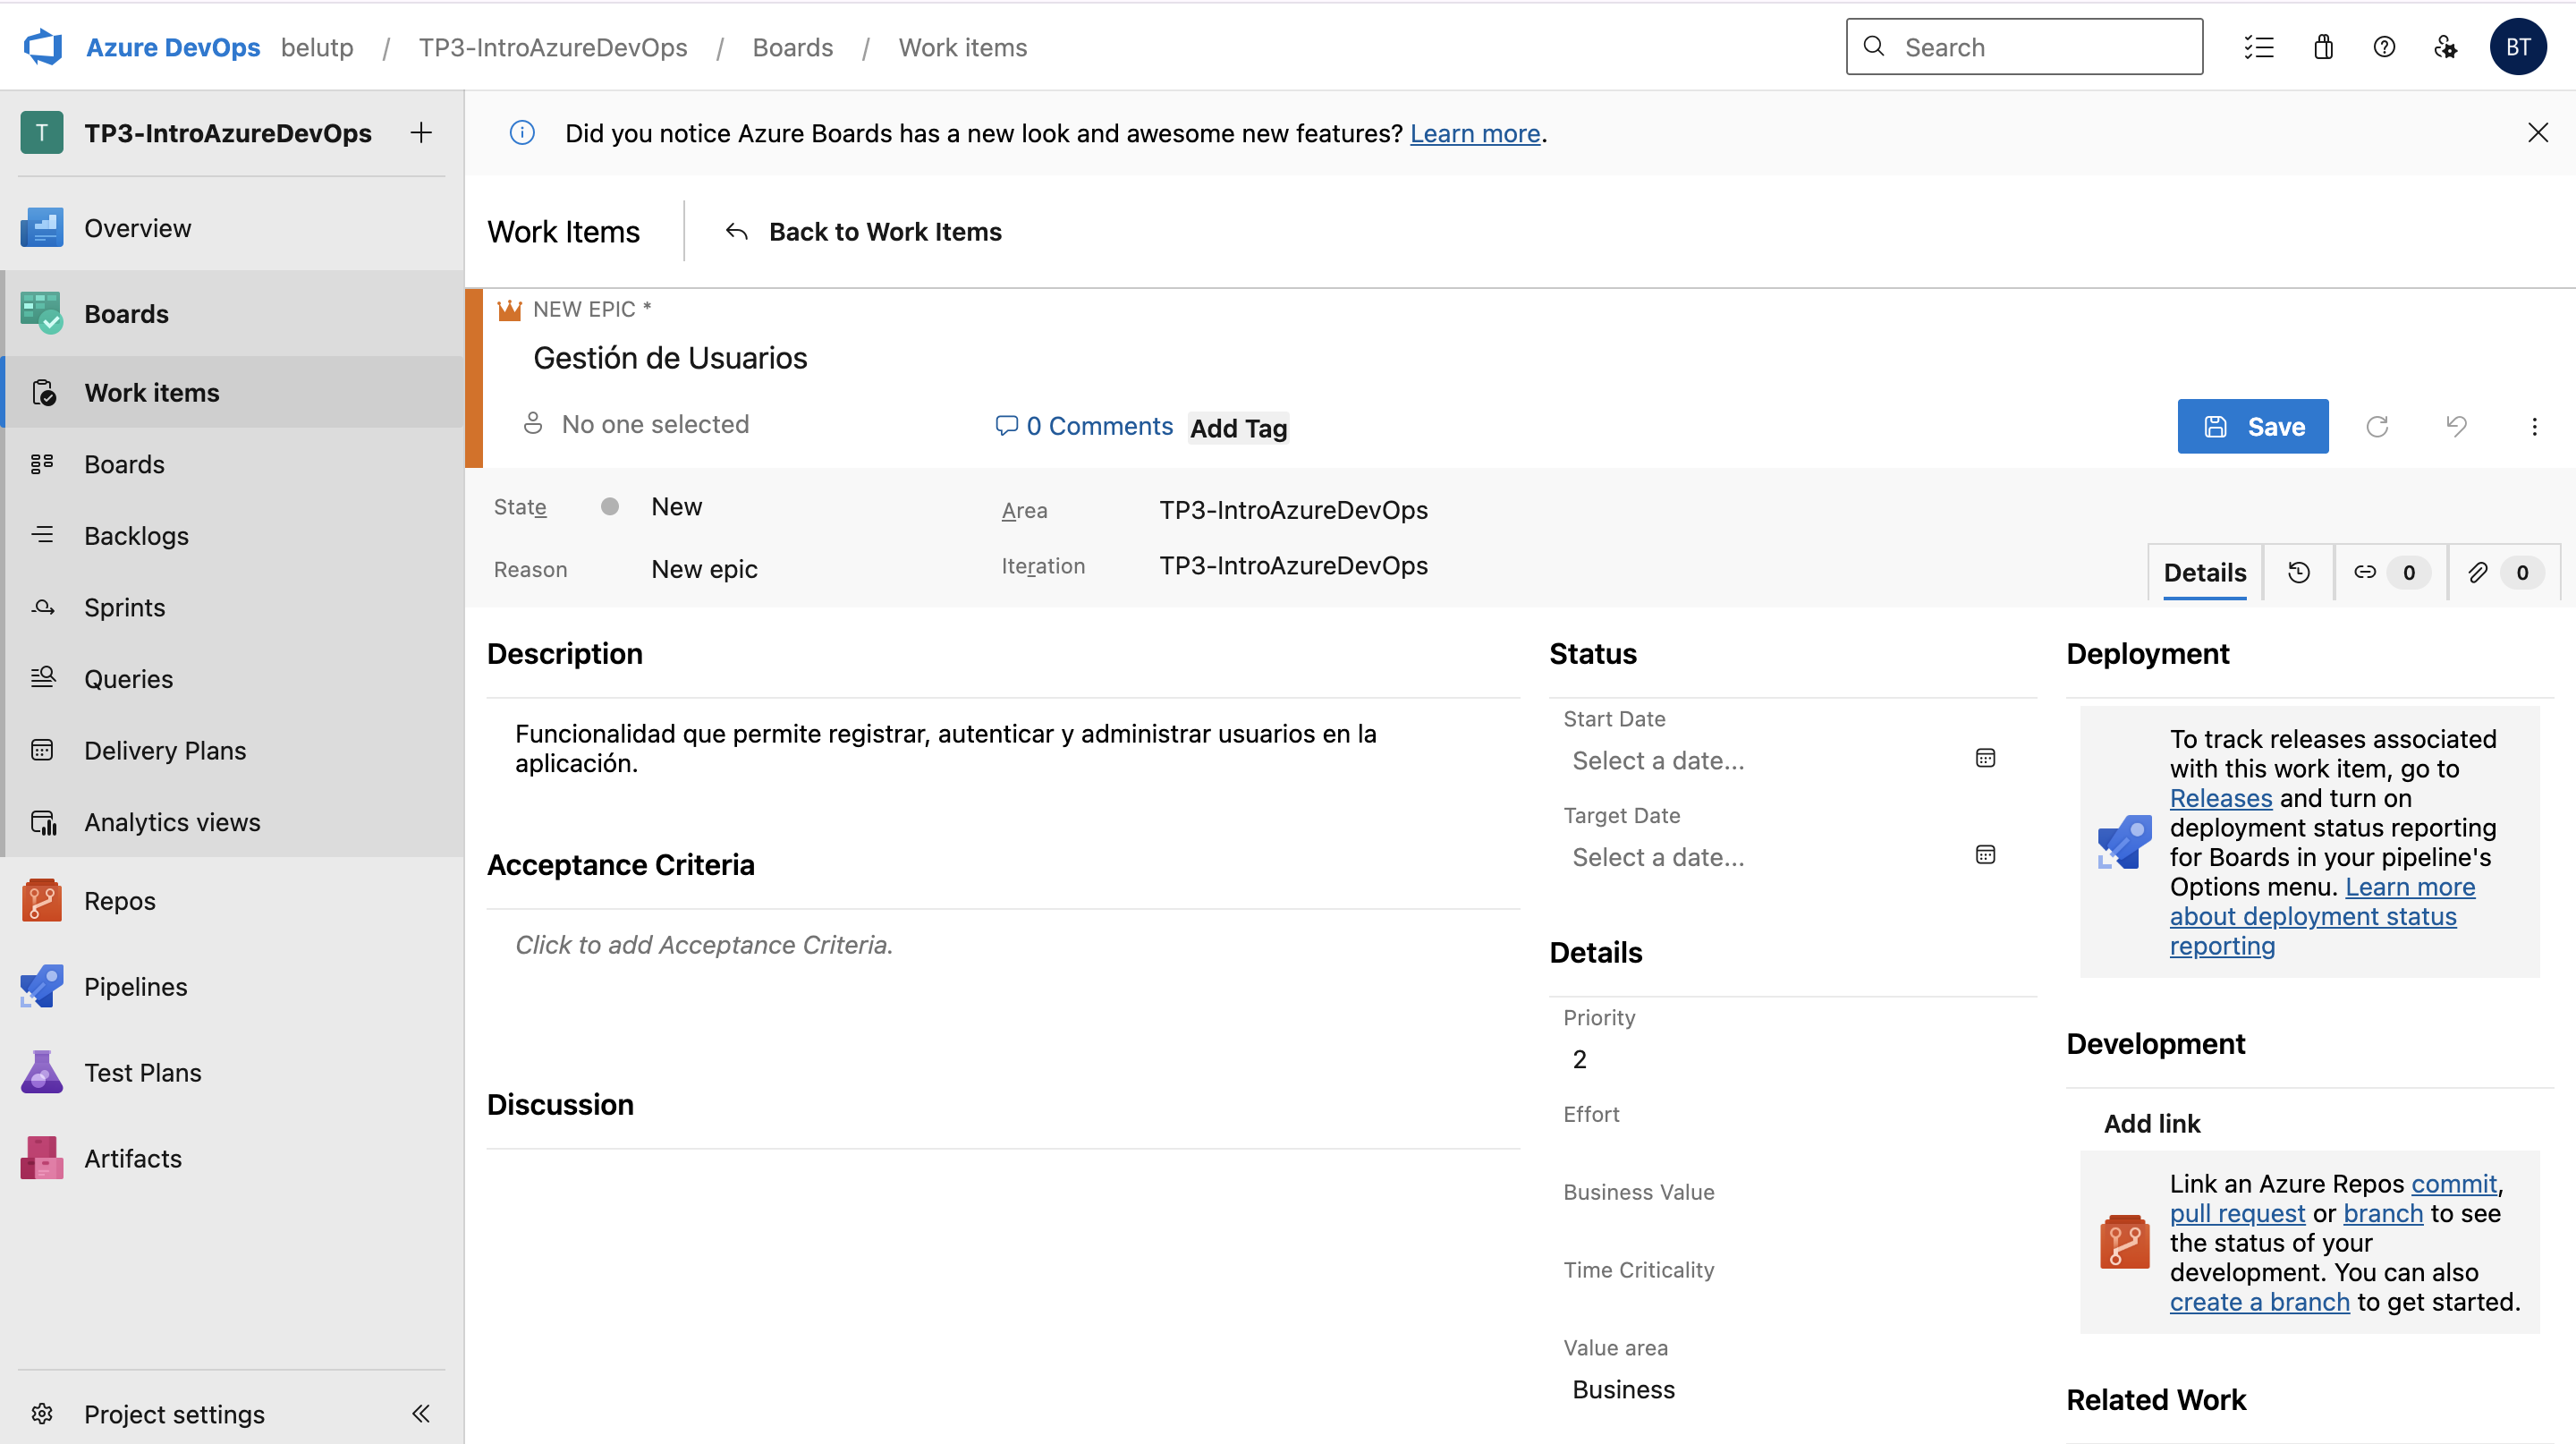 Azure DevOps belutp / TP3-IntroAzureDevOps / Boards / Work items
Search
BT
T TP3-IntroAzureDevOps
Overview
Boards
Work items
Boards
Backlogs
Sprints
Queries
Delivery Plans
Analytics views
Repos
Pipelines
Test Plans
Artifacts
Project settings
Did you notice Azure Boards has a new look and awesome new features? Learn more.
Work Items
Back to Work Items
NEW EPIC *
Gestión de Usuarios
No one selected
0 Comments
Add Tag
Save
State
New
Area
TP3-IntroAzureDevOps
Reason
New epic
Iteration
TP3-IntroAzureDevOps
Details
0
0
Description
Funcionalidad que permite registrar, autenticar y administrar usuarios en la
aplicación.
Acceptance Criteria
Click to add Acceptance Criteria.
Discussion
Status
Start Date
Select a date...
Target Date
Select a date...
Details
Priority
2
Effort
Business Value
Time Criticality
Value area
Business
Deployment
To track releases associated
with this work item, go to
Releases and turn on
deployment status reporting
for Boards in your pipeline's
Options menu. Learn more
about deployment status
reporting
Development
Add link
Link an Azure Repos commit,
pull request or branch to see
the status of your
development. You can also
create a branch to get started.
Related Work